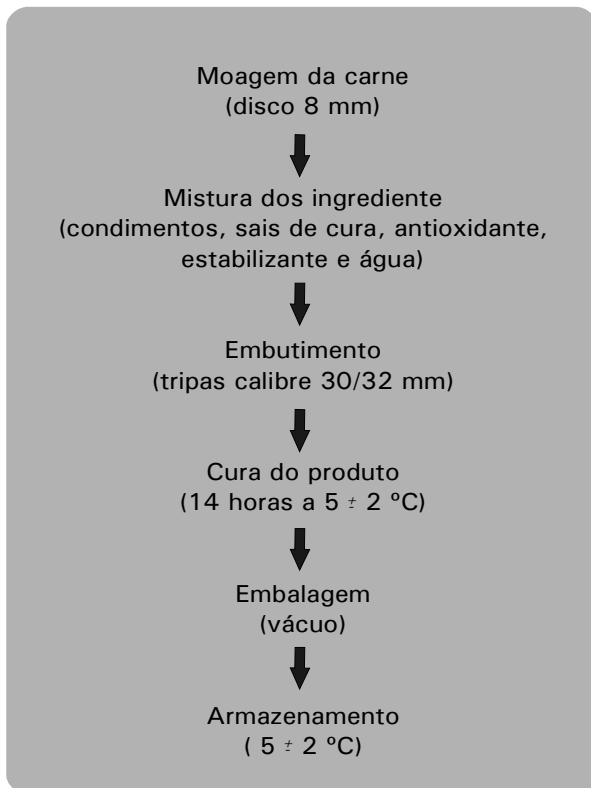 Moagem da carne
(disco 8 mm)
Mistura dos ingrediente
(condimentos, sais de cura, antioxidante,
estabilizante e água)
Embutimento
(tripas calibre 30/32 mm)
Cura do produto
(14 horas a 5 ± 2 ºC)
Embalagem
(vácuo)
Armazenamento
( 5 ± 2 ºC)